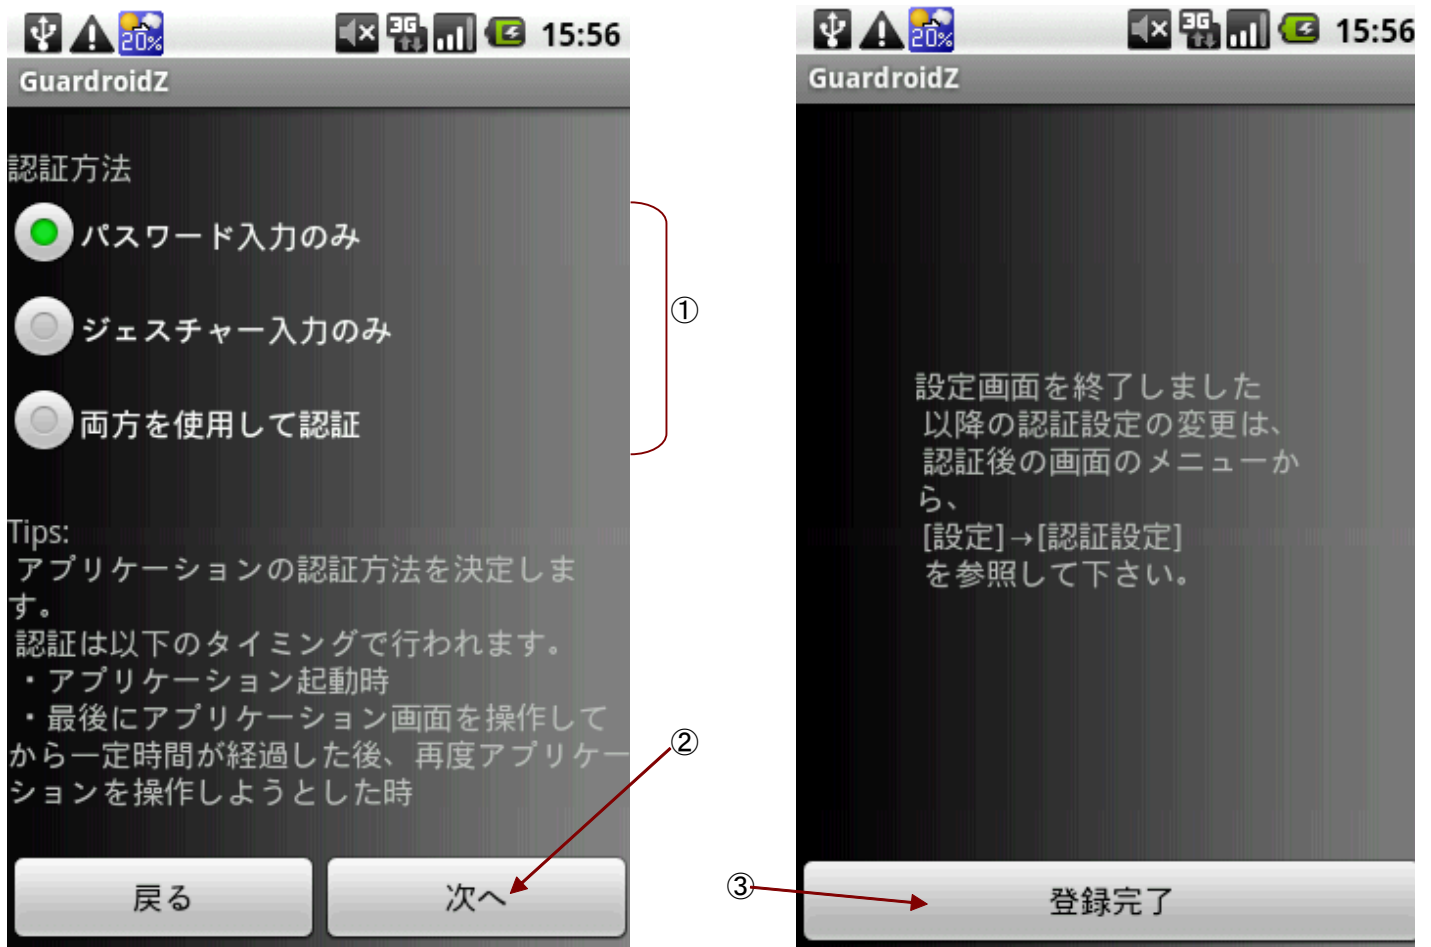 20%
3G
15:56
GuardroidZ
認証方法
パスワード入力のみ
ジェスチャー入力のみ
両方を使用して認証
①
Tips:
アプリケーションの認証方法を決定しま
す。
認証は以下のタイミングで行われます。
・アプリケーション起動時
・最後にアプリケーション画面を操作して
から一定時間が経過した後、再度アプリケー
ションを操作しようとした時
②
戻る
次へ
20%
3G
15:56
GuardroidZ
設定画面を終了しました
以降の認証設定の変更は、
認証後の画面のメニューか
ら、
[設定]→[認証設定]
を参照して下さい。
③
登録完了